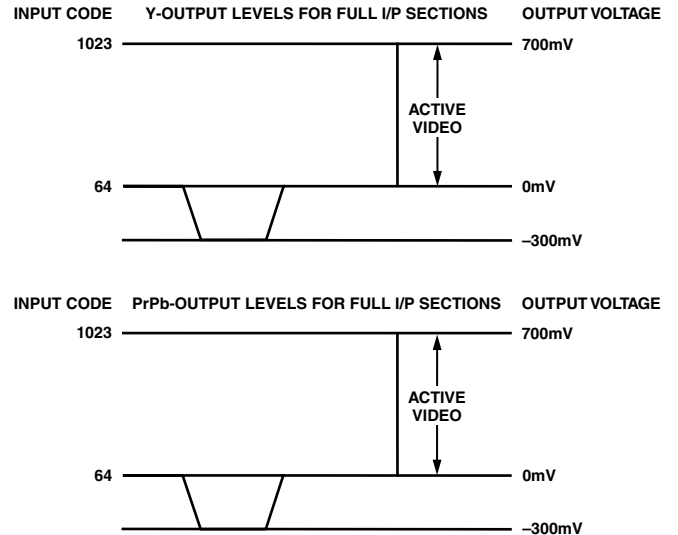 INPUT CODE Y-OUTPUT LEVELS FOR FULL I/P SECTIONS OUTPUT VOLTAGE
1023 700mV
ACTIVE
VIDEO
64 0mV
–300mV
INPUT CODE PrPb-OUTPUT LEVELS FOR FULL I/P SECTIONS OUTPUT VOLTAGE
1023 700mV
ACTIVE
VIDEO
64 0mV
–300mV